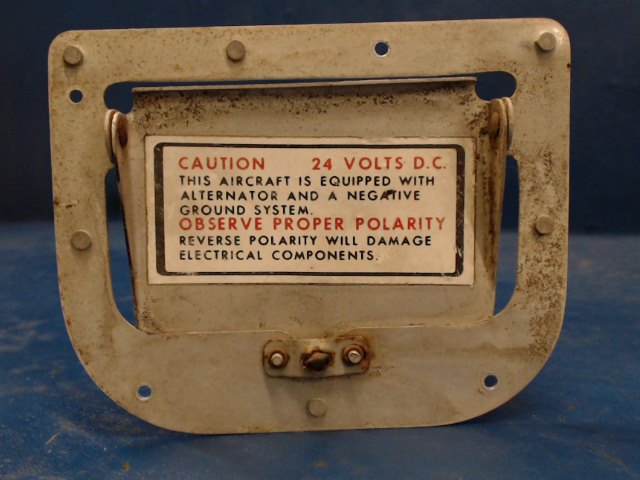 CAUTION 24 VOLTS D.C.
THIS AIRCRAFT IS EQUIPPED WITH
ALTERNATOR AND A NEGATIVE
GROUND SYSTEM.
OBSERVE PROPER POLARITY
REVERSE POLARITY WILL DAMAGE
ELECTRICAL COMPONENTS.